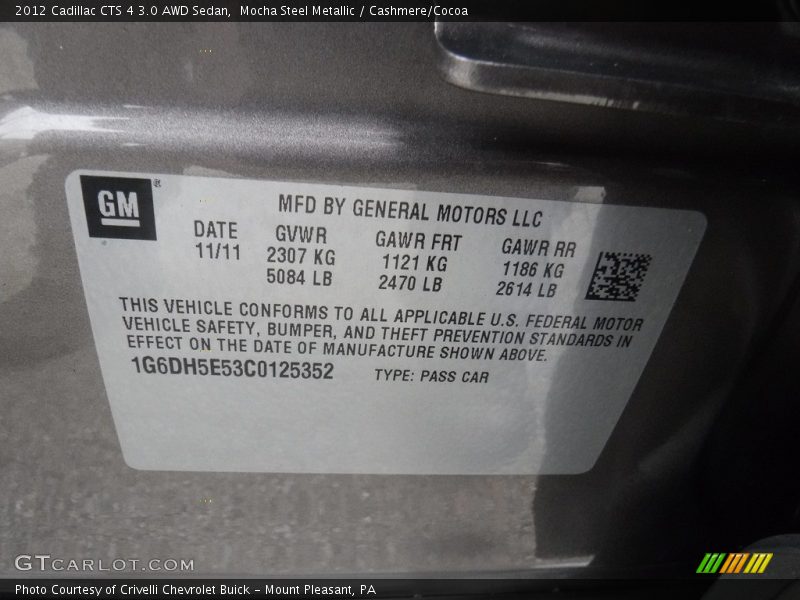 2012 Cadillac CTS 4 3.0 AWD Sedan,  Mocha Steel Metallic / Cashmere/Cocoa
GM®
MFD BY GENERAL MOTORS LLC
DATE GVWR GAWR FRT GAWR RR
11/11 2307 KG 1121 KG 1186 KG
5084 LB 2470 LB 2614 LB
THIS VEHICLE CONFORMS TO ALL APPLICABLE U.S. FEDERAL MOTOR
VEHICLE SAFETY, BUMPER, AND THEFT PREVENTION STANDARDS IN
EFFECT ON THE DATE OF MANUFACTURE SHOWN ABOVE.
1G6DH5E53C0125352 TYPE: PASS CAR
GTCARLOT.COM
Photo Courtesy of Crivelli Chevrolet Buick - Mount Pleasant, PA